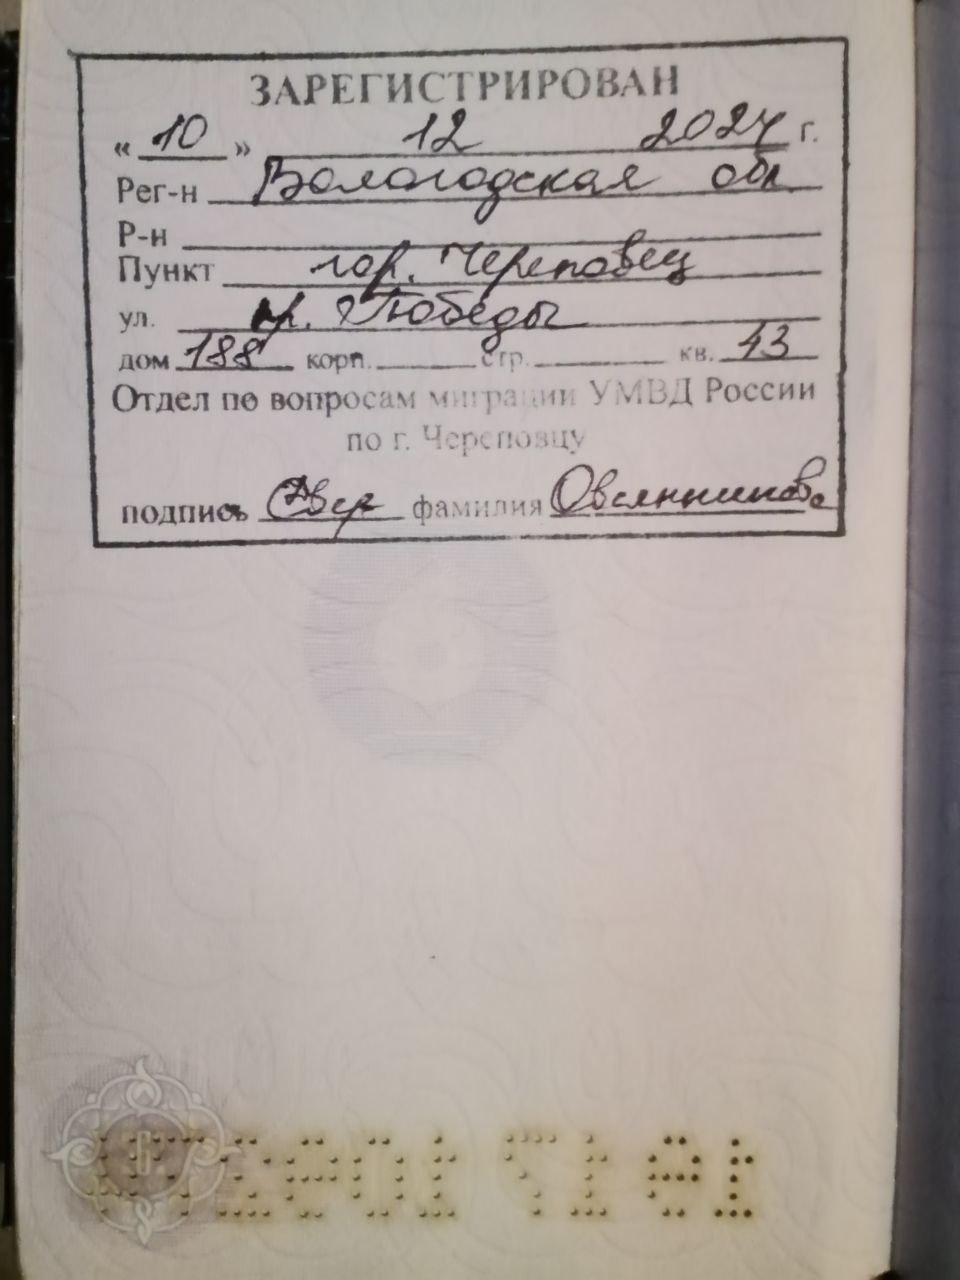 ЗАРЕГИСТРИРОВАН
« 10 » 12 2024 г.
Рег-н Вологодская обл
Р-н
Пункт гор. Череповец
ул. пр. Победы
дом 188 корп. стр. кв. 43
Отдел по вопросам миграции УМВД России
по г. Череповцу
подпись фамилия Овсянникова